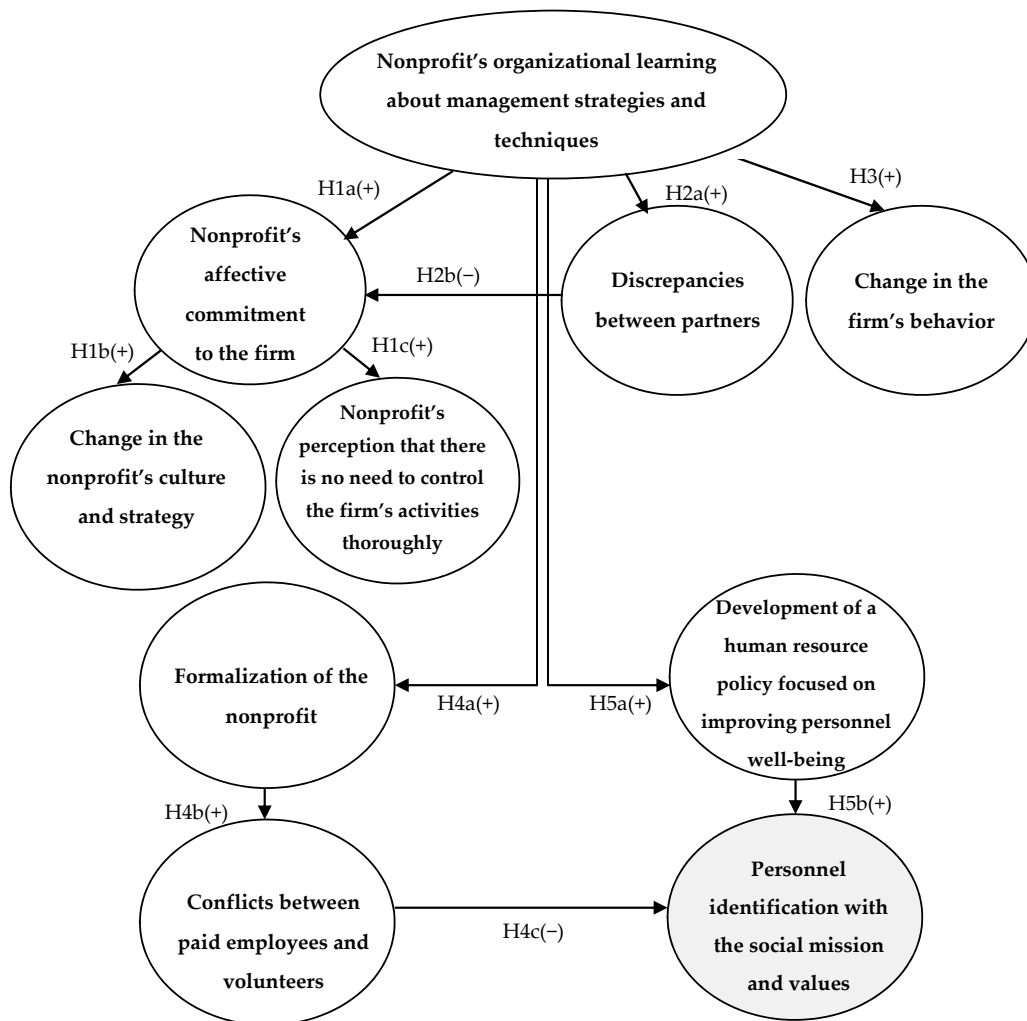 Nonprofit’s organizational learning
about management strategies and
techniques
H1a(+)
H2a(+)
H3(+)
Nonprofit’s
affective
commitment
to the firm
H2b(−)
Discrepancies
between partners
Change in the
firm’s behavior
H1b(+)
H1c(+)
Change in the
nonprofit’s culture
and strategy
Nonprofit’s
perception that there
is no need to control
the firm’s activities
thoroughly
Formalization of the
nonprofit
H4a(+)
H5a(+)
Development of a
human resource
policy focused on
improving personnel
well-being
H4b(+)
H5b(+)
Conflicts between
paid employees and
volunteers
H4c(−)
Personnel
identification with
the social mission
and values